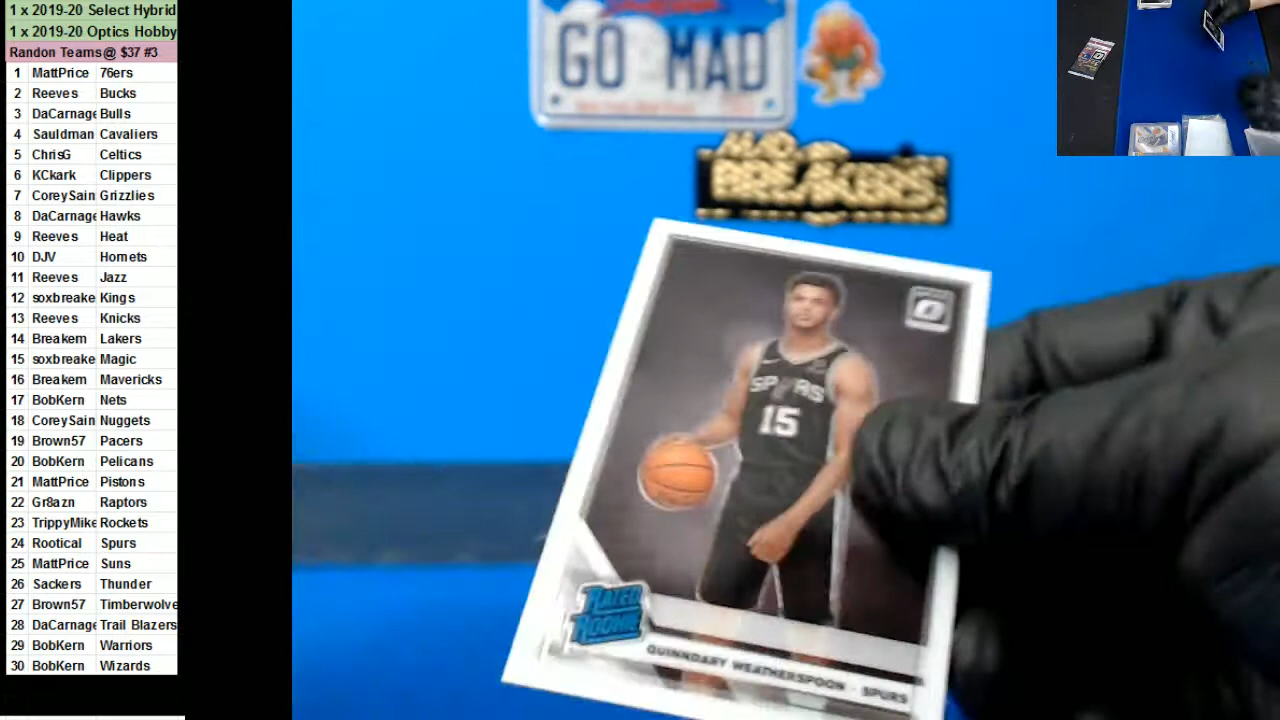 1 x 2019-20 Select Hybrid
1 x 2019-20 Optics Hobby
Randon Teams@ $37 #3
1 MattPrice 76ers
2 Reeves Bucks
3 DaCarnage Bulls
4 Sauldman Cavaliers
5 ChrisG Celtics
6 KCkark Clippers
7 CoreySain Grizzlies
8 DaCarnage Hawks
9 Reeves Heat
10 DJV Hornets
11 Reeves Jazz
12 soxbreake Kings
13 Reeves Knicks
14 Breakem Lakers
15 soxbreake Magic
16 Breakem Mavericks
17 BobKern Nets
18 CoreySain Nuggets
19 Brown57 Pacers
20 BobKern Pelicans
21 MattPrice Pistons
22 Gr8azn Raptors
23 TrippyMike Rockets
24 Rootical Spurs
25 MattPrice Suns
26 Sackers Thunder
27 Brown57 Timberwolve
28 DaCarnage Trail Blazers
29 BobKern Warriors
30 BobKern Wizards
GO MAD
MAD
BREAKERS
SPURS
15
RATED
ROOKIE
QUINNDARY WEATHERSPOON - SPURS